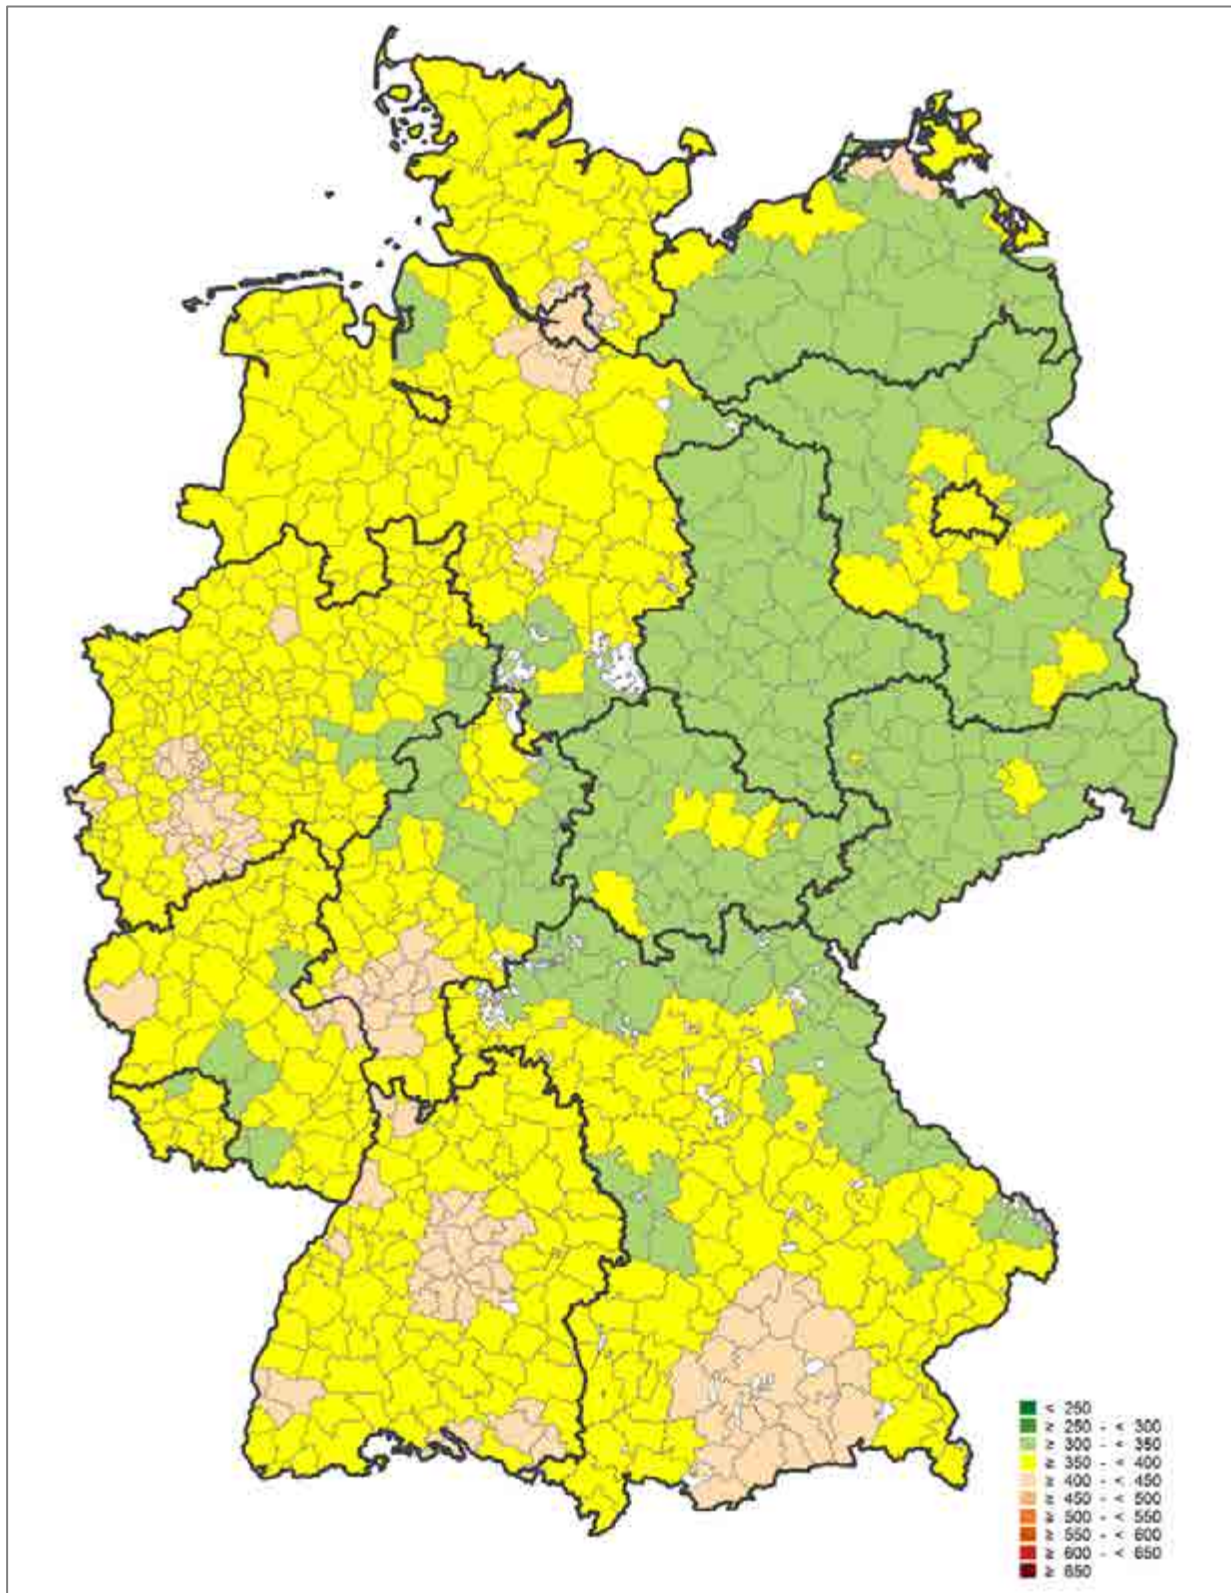 < 250
≥ 250 - < 300
≥ 300 - < 350
≥ 350 - < 400
≥ 400 - < 450
≥ 450 - < 500
≥ 500 - < 550
≥ 550 - < 600
≥ 600 - < 650
≥ 650